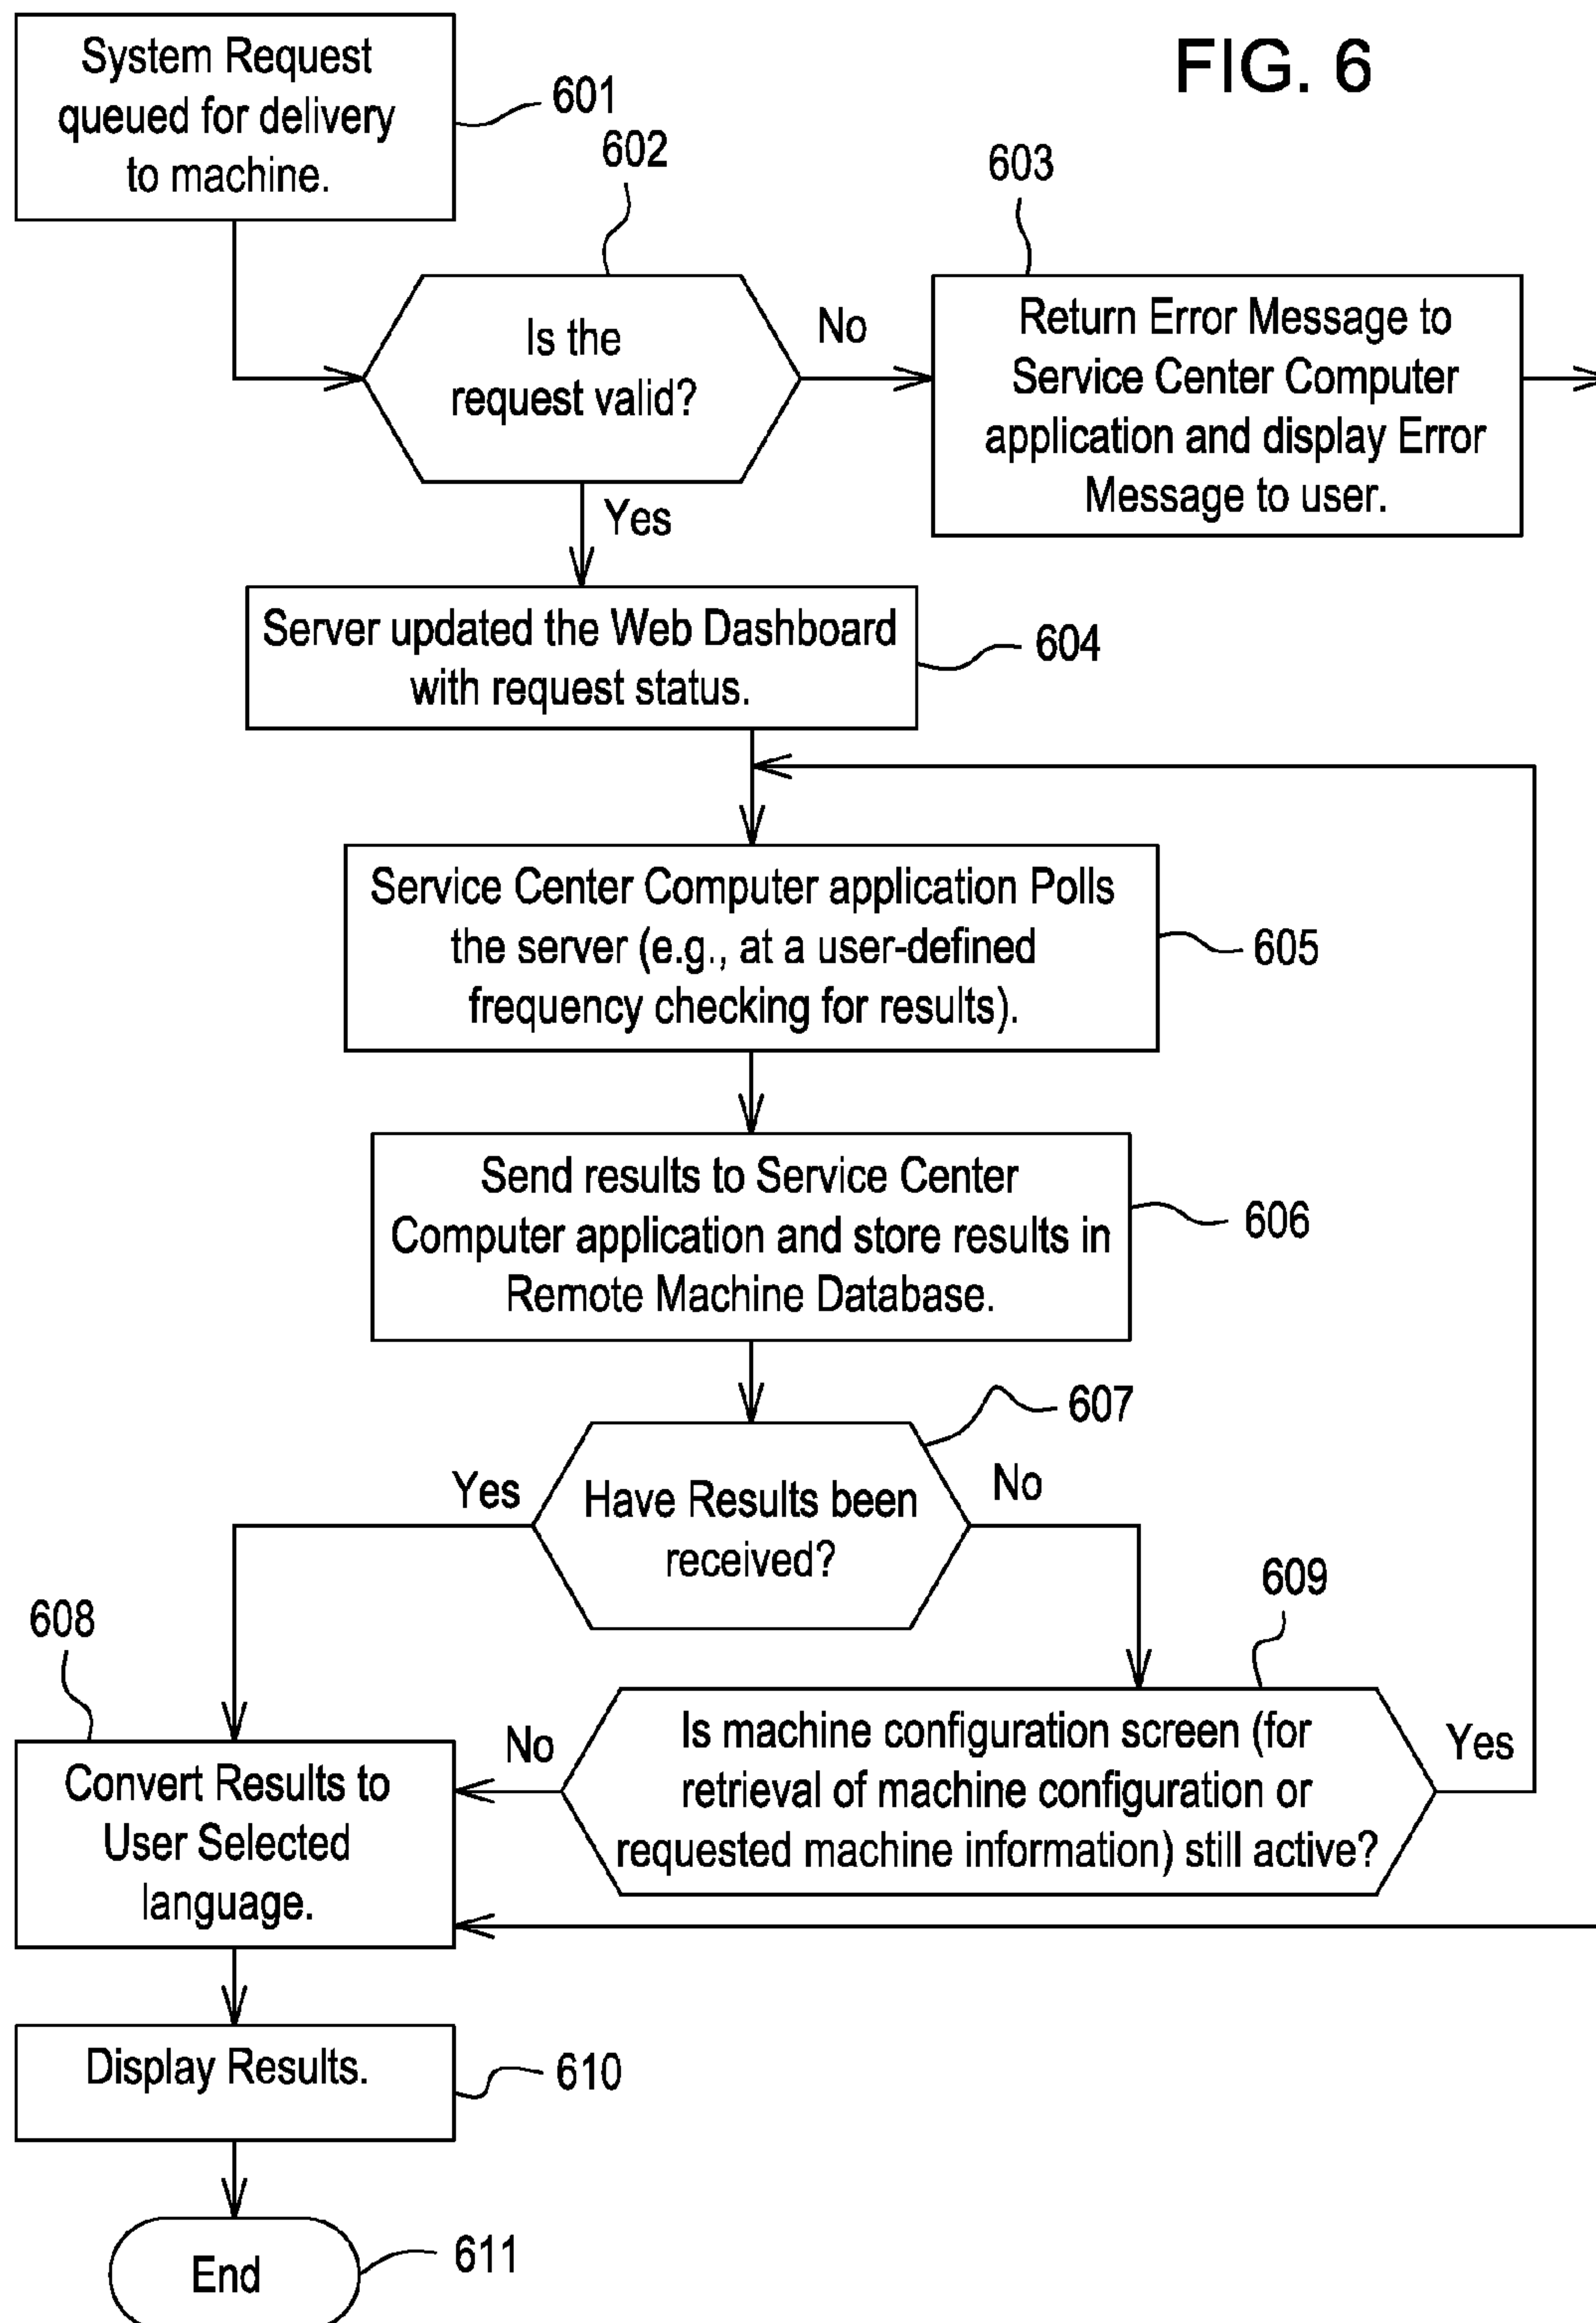 FIG. 6
System Request
queued for delivery
to machine.
601
602
603
Is the
request valid?
No
Return Error Message to
Service Center Computer
application and display Error
Message to user.
Yes
Server updated the Web Dashboard
with request status.
604
Service Center Computer application Polls
the server (e.g., at a user-defined
frequency checking for results).
605
Send results to Service Center
Computer application and store results in
Remote Machine Database.
606
607
Yes
Have Results been
received?
No
609
608
Convert Results to
User Selected
language.
No
Is machine configuration screen (for
retrieval of machine configuration or
requested machine information) still active?
Yes
Display Results.
610
End
611